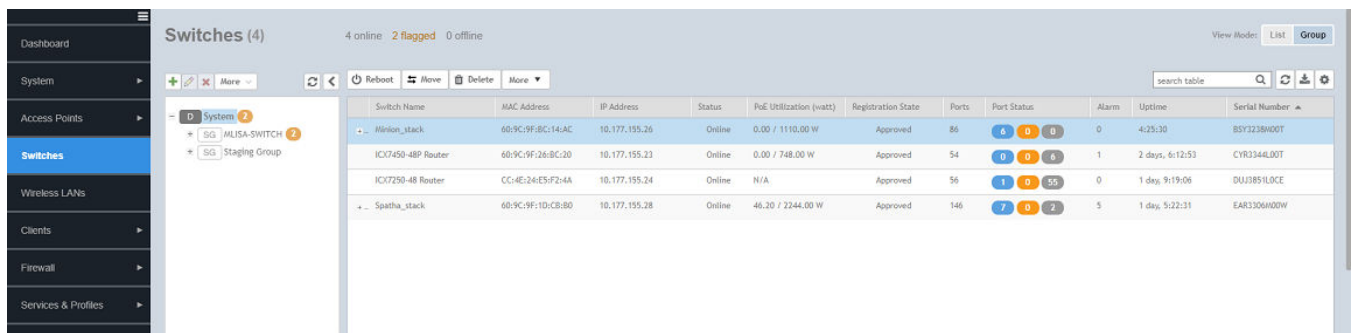 Dashboard
System
Access Points
Switches
Wireless LANs
Clients
Firewall
Services & Profiles
Switches (4) 4 online 2 flagged 0 offline View Mode: List Group
More
D System 2
SG MLISA-SWITCH 2
SG Staging Group
Reboot Move Delete More search table
Switch Name MAC Address IP Address Status PoE Utilization (watt) Registration State Ports Port Status Alarm Uptime Serial Number
Minion_stack 60:9C:9F:BC:14:AC 10.177.155.26 Online 0.00 / 1110.00 W Approved 86 6 0 0 0 4:25:30 BSY3238M00T
ICX7450-48P Router 60:9C:9F:26:BC:20 10.177.155.23 Online 0.00 / 748.00 W Approved 54 0 0 6 1 2 days, 6:12:53 CYR3344L00T
ICX7250-48 Router CC:4E:24:E5:F2:4A 10.177.155.24 Online N/A Approved 56 1 0 55 0 1 day, 9:19:06 DUJ3851L0CE
Spatha_stack 60:9C:9F:1D:CB:B0 10.177.155.28 Online 46.20 / 2244.00 W Approved 146 7 0 2 5 1 day, 5:22:31 EAR3306M00W